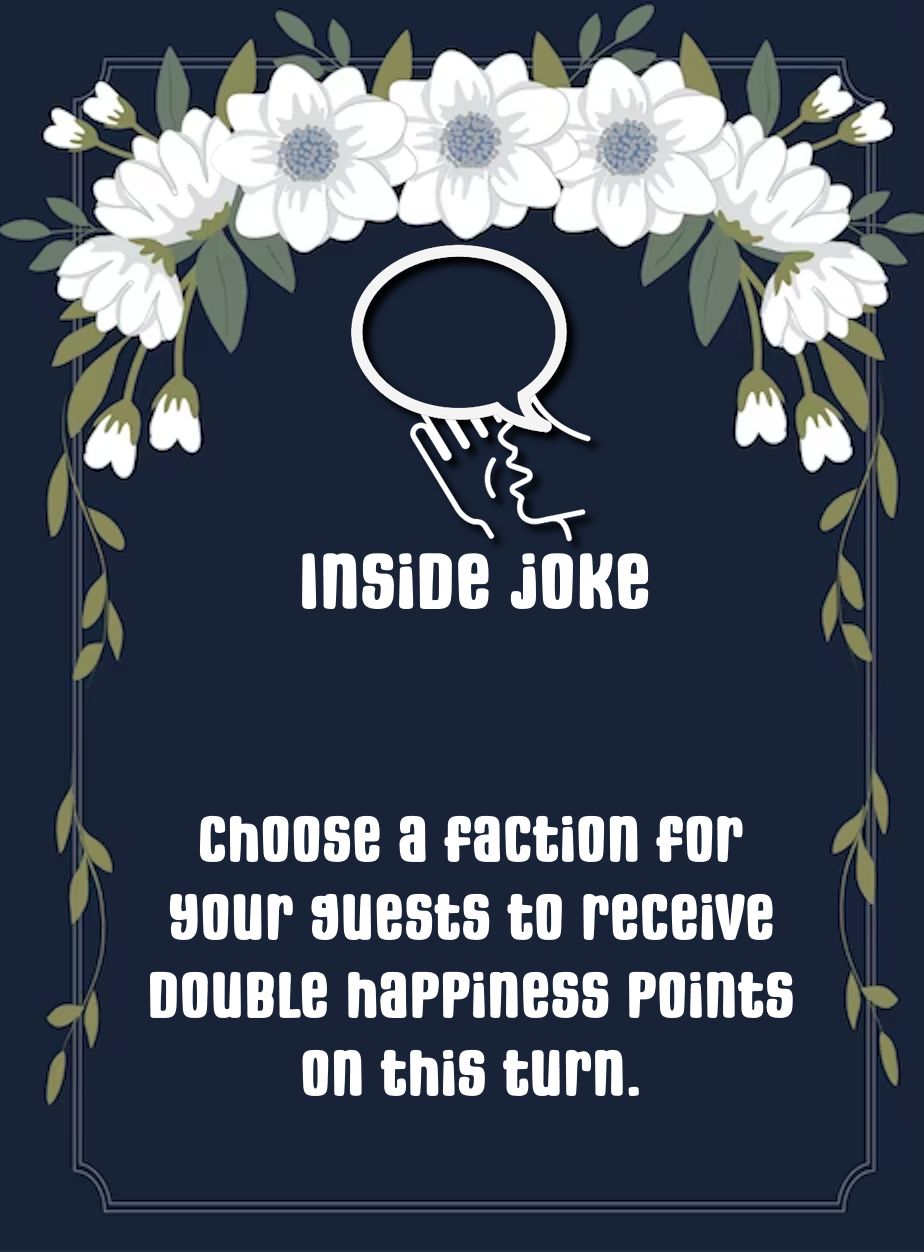 Inside Joke
Choose a faction for
your guests to receive
double happiness points
on this turn.